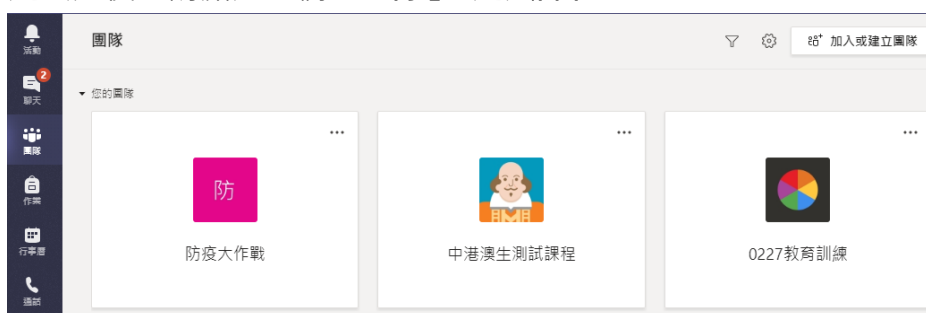 活動
團隊
加入或建立團隊
2
聊天
您的團隊
團隊
防
防疫大作戰
中港澳生測試課程
0227教育訓練
作業
行事曆
通話